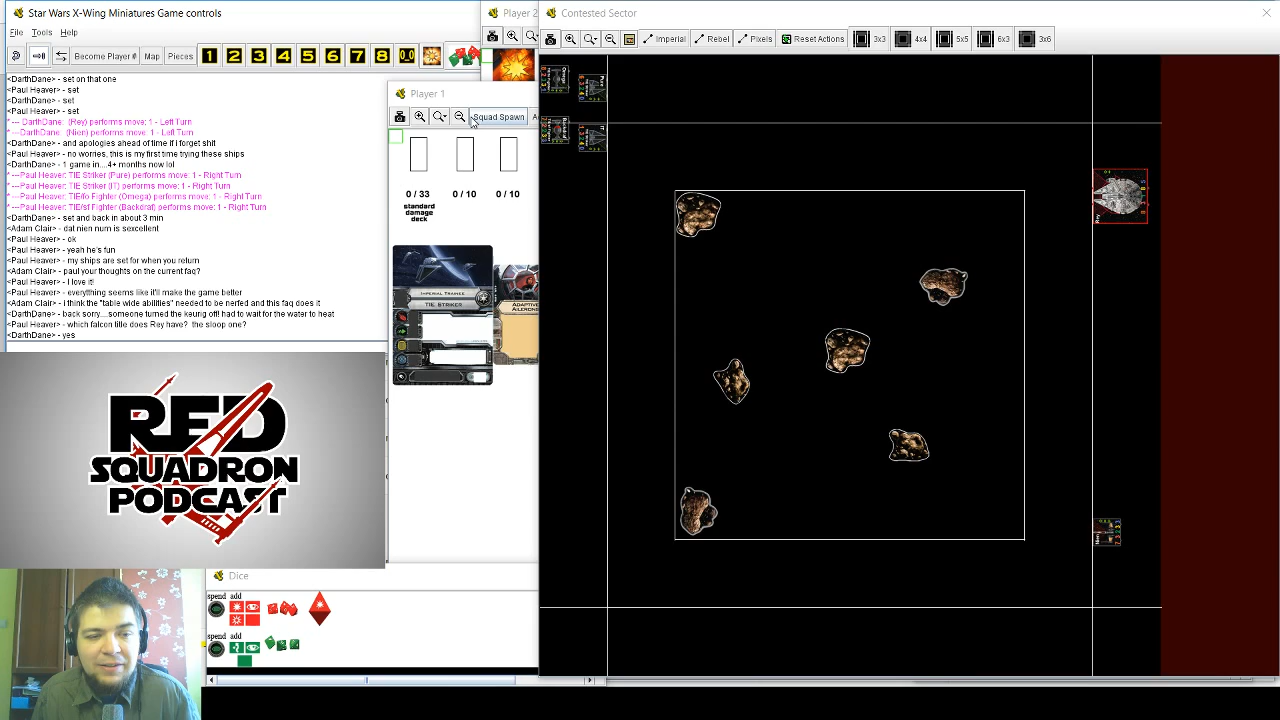 Star Wars X-Wing Miniatures Game controls
File Tools Help
Become Player #
Map
Pieces
1 2 3 4 5 6 7 8
<DarthDane> - set on that one
<Paul Heaver> - set
<DarthDane> - set
<Paul Heaver> - set
* --- DarthDane: (Rey) performs move: 1 - Left Turn
* ---DarthDane: (Nien) performs move: 1 - Left Turn
<DarthDane> - and apologies ahead of time if i forget shit
<Paul Heaver> - no worries, this is my first time trying these ships
<DarthDane> - 1 game in....4+ months now lol
* ---Paul Heaver: TIE Striker (Pure) performs move: 1 - Right Turn
* ---Paul Heaver: TIE Striker (IT) performs move: 1 - Right Turn
* ---Paul Heaver: TIE/fo Fighter (Omega) performs move: 1 - Right Turn
* ---Paul Heaver: TIE/sf Fighter (Backdraf) performs move: 1 - Right Turn
<DarthDane> - set and back in about 3 min
<Adam Clair> - dat nien num is sexcellent
<Paul Heaver> - ok
<Paul Heaver> - yeah he's fun
<Paul Heaver> - my ships are set for when you return
<Adam Clair> - paul your thoughts on the current faq?
<Paul Heaver> - I love it!
<Paul Heaver> - everything seems like it'll make the game better
<Adam Clair> - i think the "table wide abilities" needed to be nerfed and this faq does it
<DarthDane> - back sorry....someone turned the keurig off! had to wait for the water to heat
<Paul Heaver> - which falcon title does Rey have? the sloop one?
<DarthDane> - yes
Player 2
Player 1
Squad Spawn
0 / 33
0 / 10
0 / 10
standard
damage
deck
IMPERIAL TRAINEE
TIE STRIKER
ADAPTIVE
AILERONS
RED
SQUADRON
PODCAST
Dice
spend add
spend add
Contested Sector
Imperial
Rebel
Pixels
Reset Actions
3x3
4x4
5x5
6x3
3x6
Rey